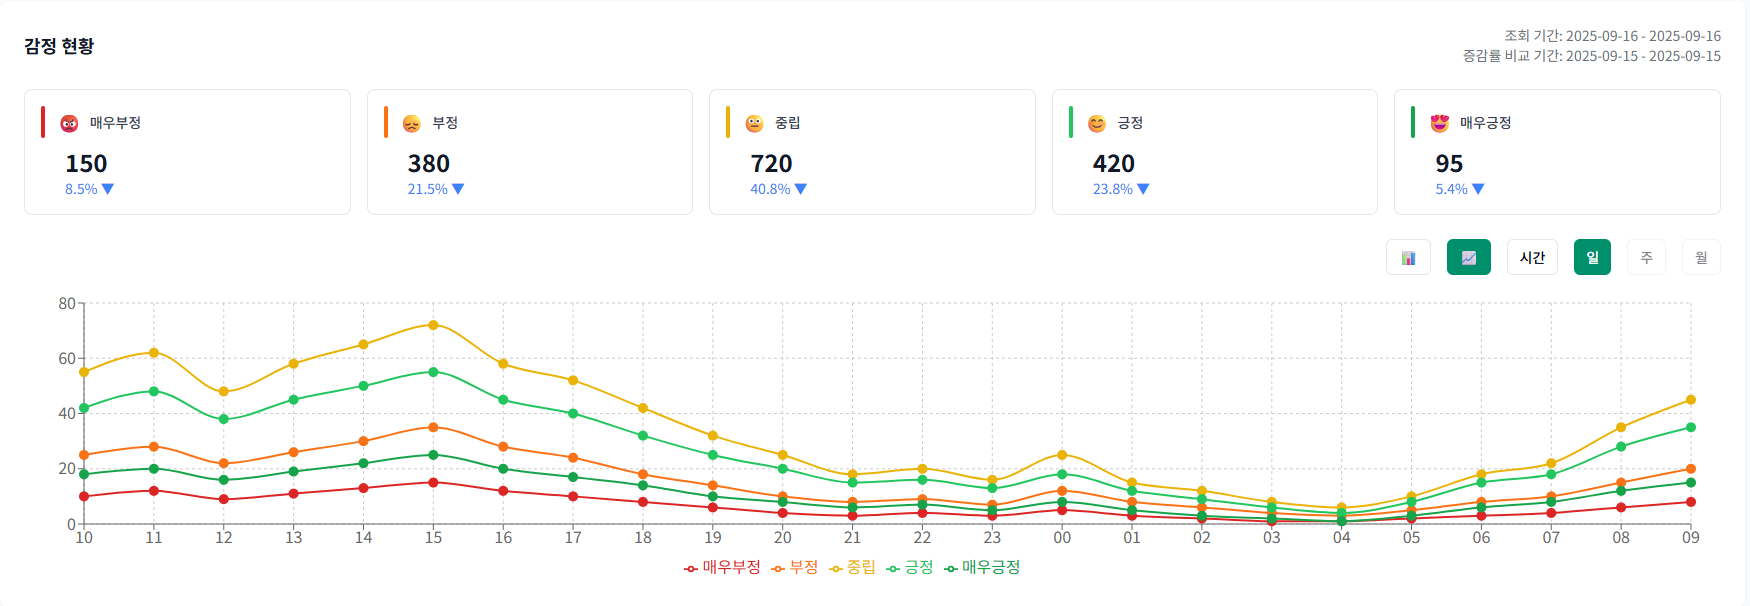 감정 현황
조회 기간: 2025-09-16 - 2025-09-16
증감률 비교 기간: 2025-09-15 - 2025-09-15
매우부정
150
8.5% ▼
부정
380
21.5% ▼
중립
720
40.8% ▼
긍정
420
23.8% ▼
매우긍정
95
5.4% ▼
시간 일 주 월
80
60
40
20
0
10 11 12 13 14 15 16 17 18 19 20 21 22 23 00 01 02 03 04 05 06 07 08 09
매우부정 부정 중립 긍정 매우긍정